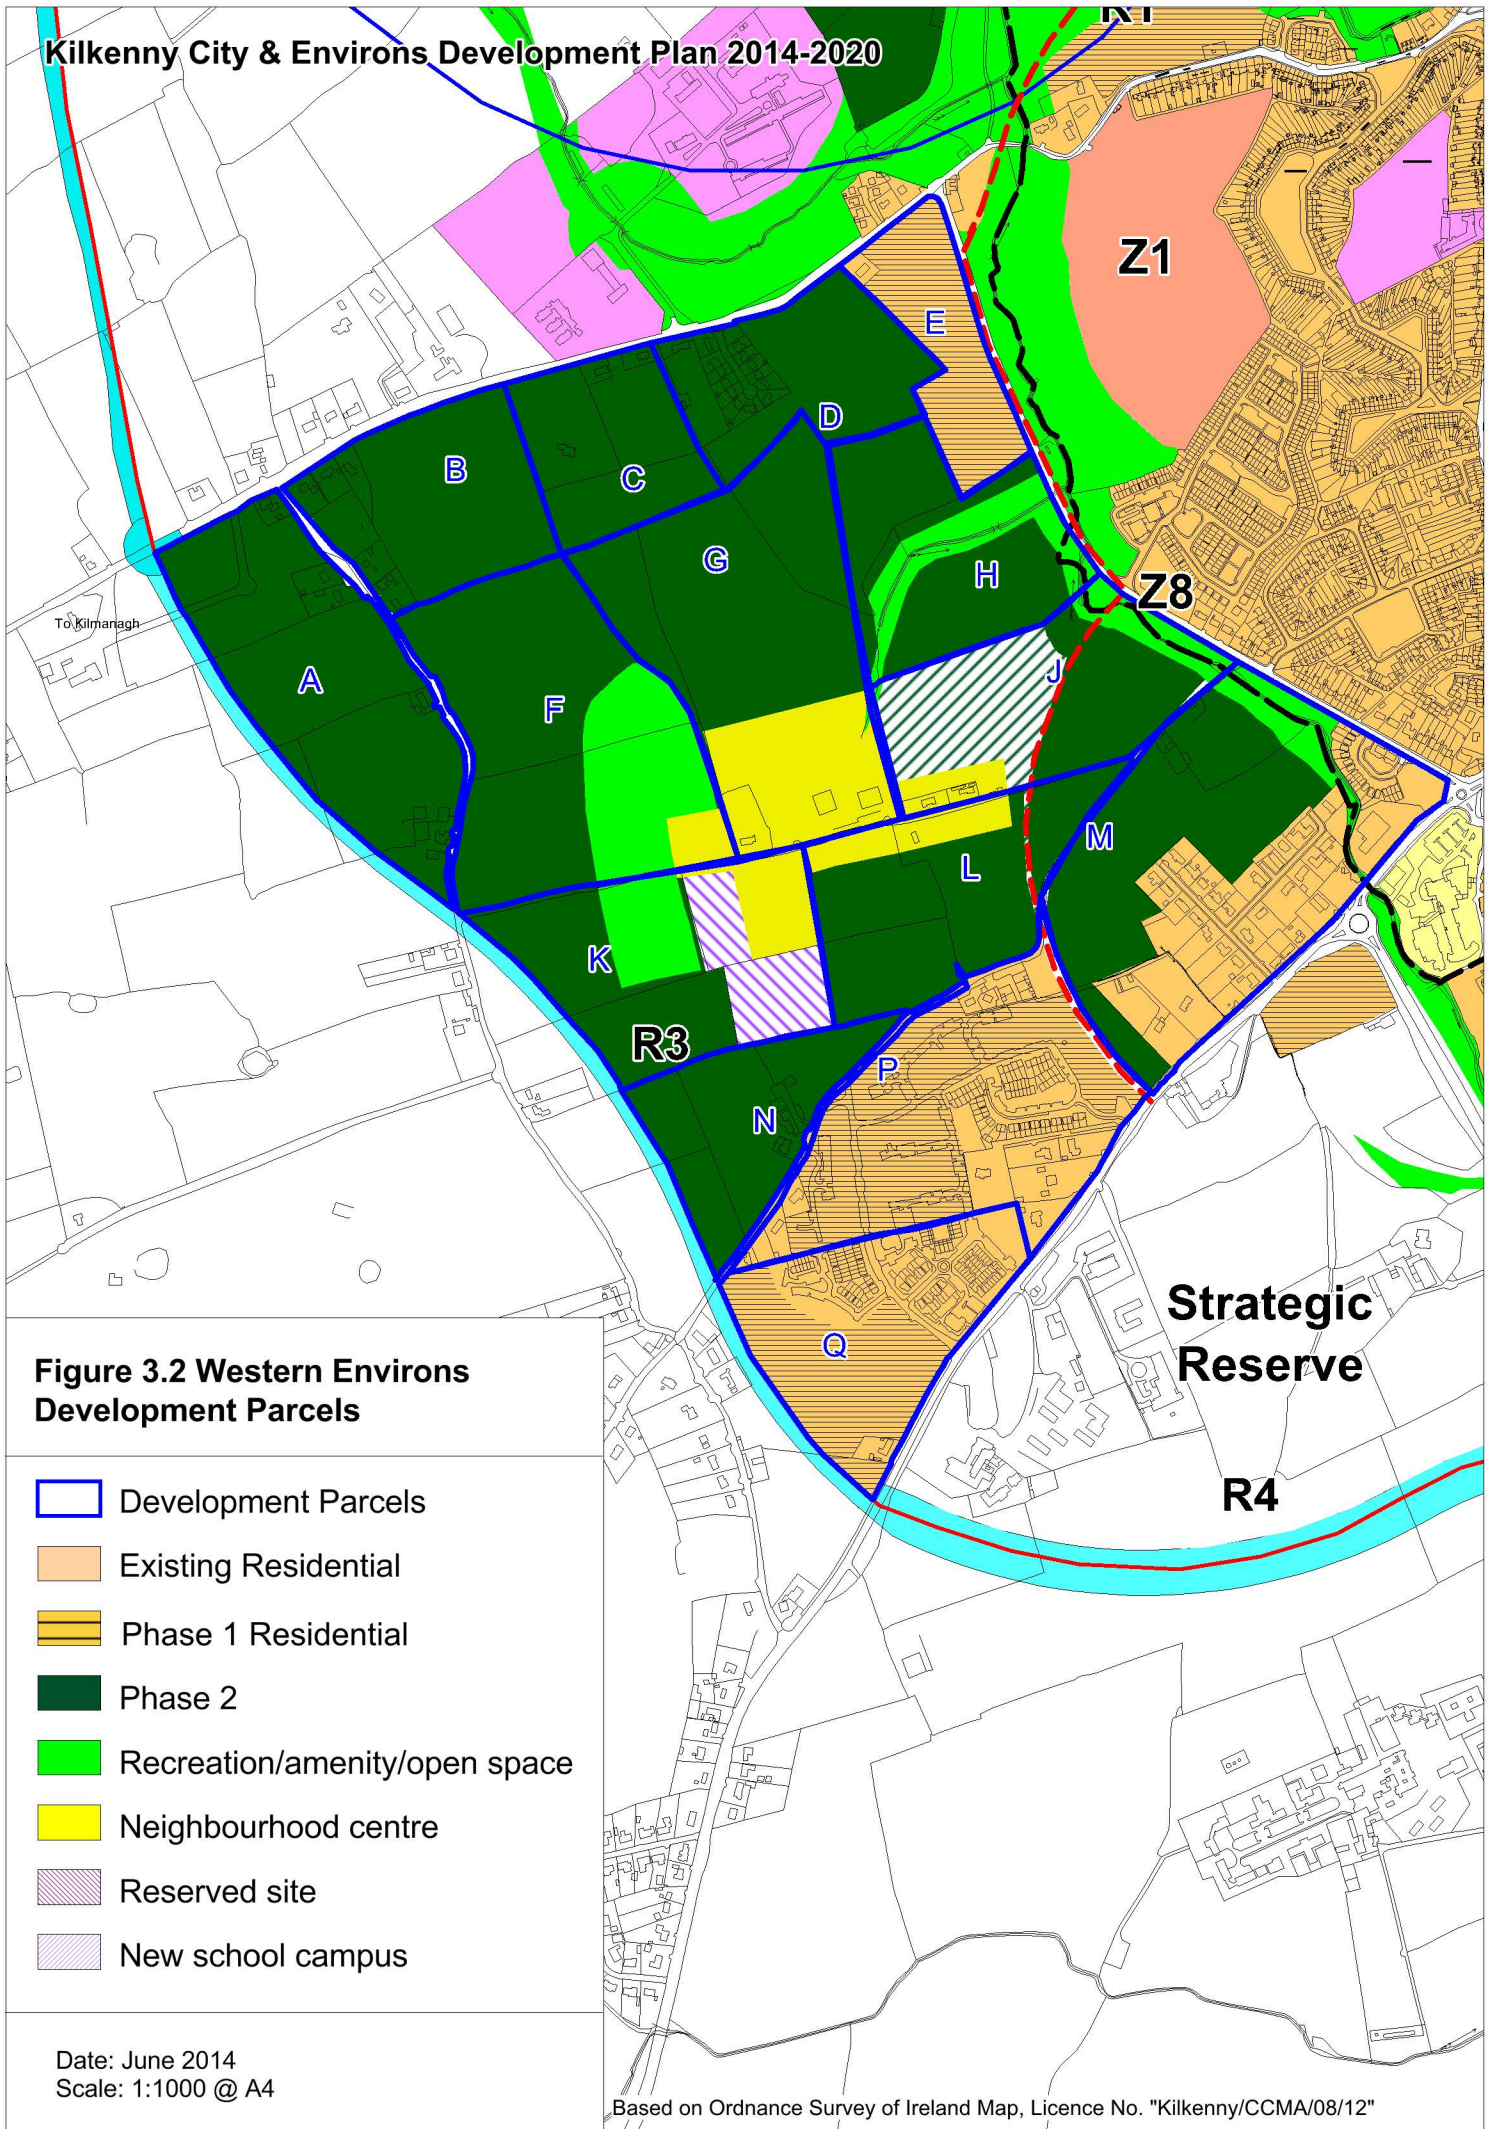 R1
Kilkenny City & Environs Development Plan 2014-2020
Z1
E
D
B
C
G
H
Z8
To Kilmanagh
A
J
F
M
L
K
R3
P
N
Strategic
Reserve
Q
R4
Figure 3.2 Western Environs
Development Parcels
Development Parcels
Existing Residential
Phase 1 Residential
Phase 2
Recreation/amenity/open space
Neighbourhood centre
Reserved site
New school campus
Date: June 2014
Scale: 1:1000 @ A4
Based on Ordnance Survey of Ireland Map, Licence No. "Kilkenny/CCMA/08/12"